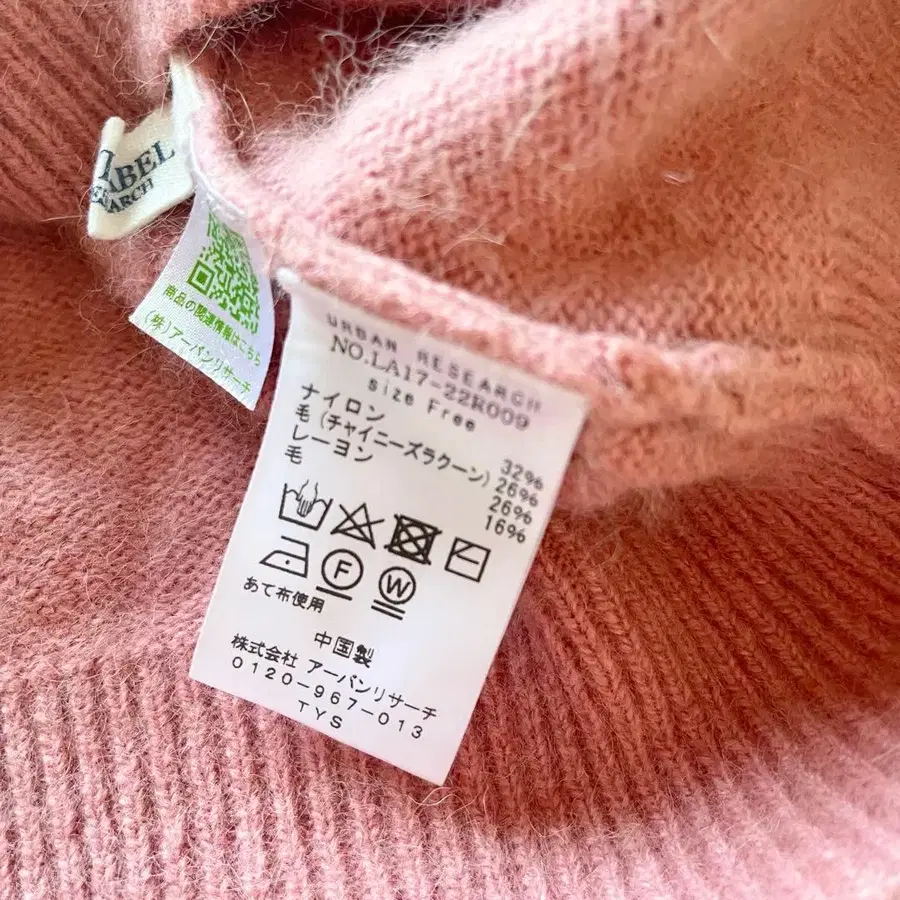 LABEL
商品の関連情報はこちら
(株)アーバンリサーチ
URBAN RESEARCH
NO.LA17-22R009
Size Free
ナイロン 32%
毛(チャイニーズラクーン) 26%
レーヨン 26%
毛 16%
F W
あて布使用
中国製
株式会社 アーバンリサーチ
0120-967-013
TYS